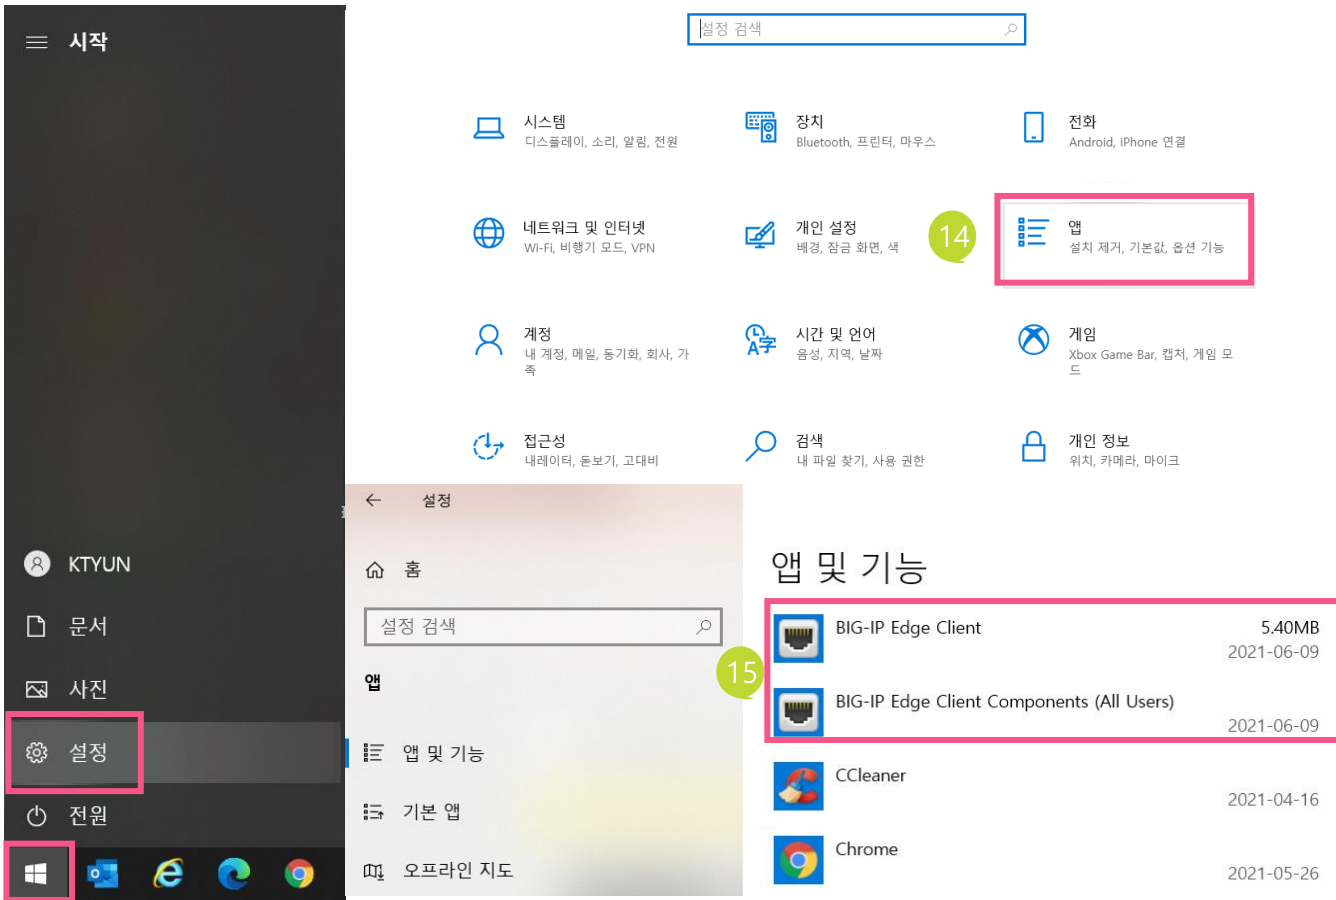 시작
KTYUN
문서
사진
설정
전원
설정 검색
시스템
디스플레이, 소리, 알림, 전원
장치
Bluetooth, 프린터, 마우스
전화
Android, iPhone 연결
네트워크 및 인터넷
Wi-Fi, 비행기 모드, VPN
개인 설정
배경, 잠금 화면, 색
14
앱
설치 제거, 기본값, 옵션 기능
계정
내 계정, 메일, 동기화, 회사, 가
족
시간 및 언어
음성, 지역, 날짜
게임
Xbox Game Bar, 캡처, 게임 모
드
접근성
내레이터, 돋보기, 고대비
검색
내 파일 찾기, 사용 권한
개인 정보
위치, 카메라, 마이크
설정
홈
설정 검색
앱
앱 및 기능
기본 앱
오프라인 지도
앱 및 기능
15
BIG-IP Edge Client 5.40MB
2021-06-09
BIG-IP Edge Client Components (All Users)
2021-06-09
CCleaner
2021-04-16
Chrome
2021-05-26